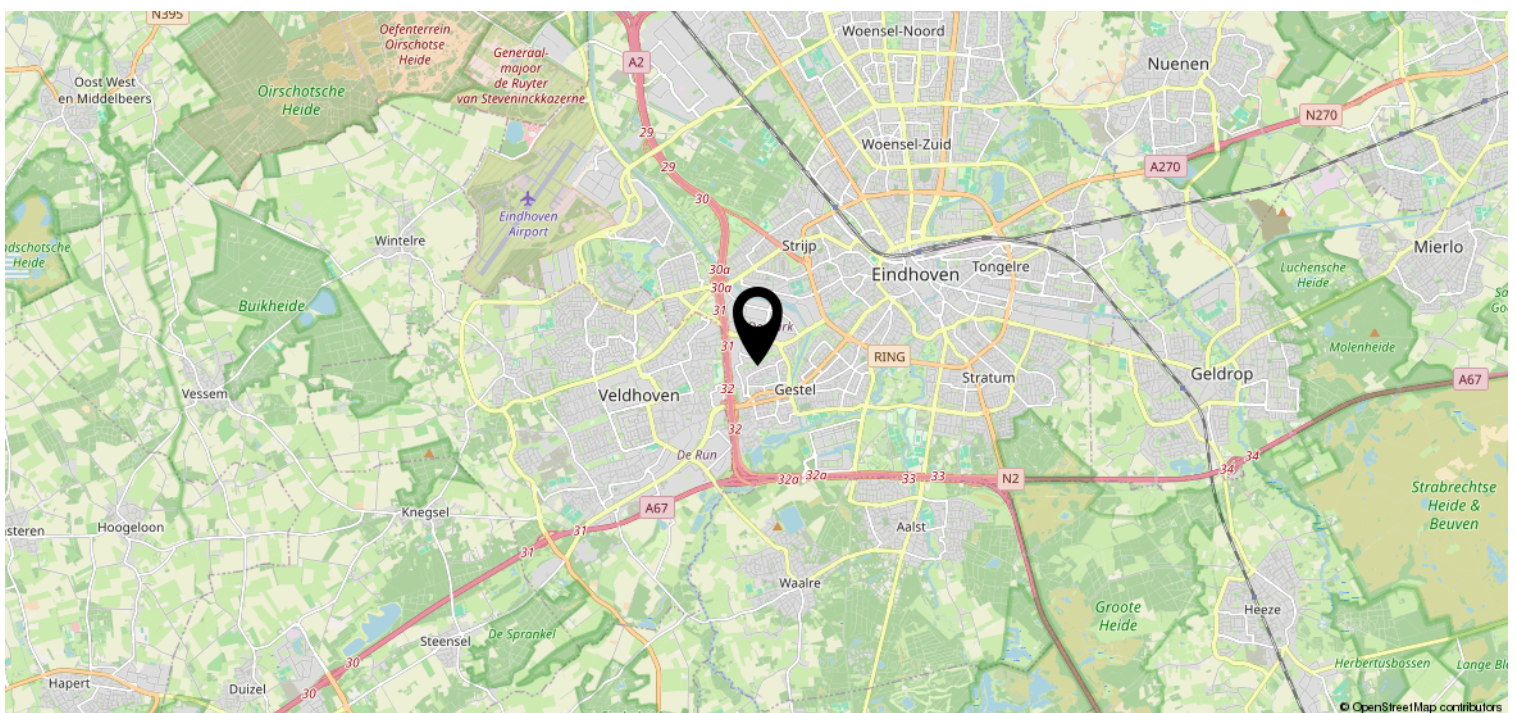 N395
Oefenterrein
Oirschotse
Heide
Generaal-
majoor
de Ruyter
van Steveninckkazerne
A2
Woensel-Noord
Nuenen
Oost West
en Middelbeers
Oirschotsche
Heide
N270
29
Woensel-Zuid
29
A270
30
Eindhoven
Airport
Wintelre
Strijp
ndschotsche
Heide
Mierlo
30a
Eindhoven
Tongelre
Luchensche
Heide
30a
Buikheide
31
Molenheide
31
RING
Geldrop
Stratum
A67
32
Gestel
Veldhoven
Vessem
32
De Run
34
34
32a
32a
33
33
N2
Strabrechtse
Heide &
Beuven
A67
Knegsel
Hoogeloon
steren
31
31
Aalst
Waalre
Groote
Heide
Heeze
Steensel
De Sprankel
30
Herbertusbossen
Lange Ble
Hapert
Duizel
30
© OpenStreetMap contributors